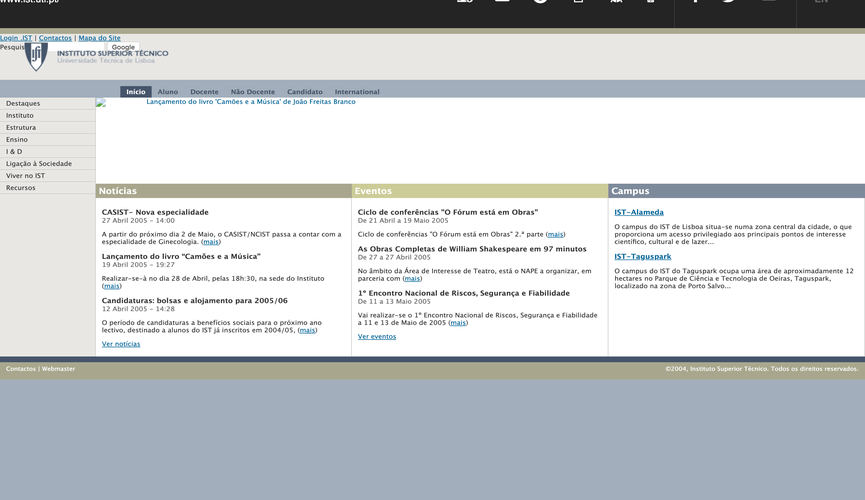 www.ist.utl.pt/
EN
Login .IST | Contactos | Mapa do Site
Pesquis
Google
INSTITUTO SUPERIOR TÉCNICO
Universidade Técnica de Lisboa
Início Aluno Docente Não Docente Candidato International
Destaques
Instituto
Estrutura
Ensino
I & D
Ligação à Sociedade
Viver no IST
Recursos
Lançamento do livro 'Camões e a Música' de João Freitas Branco
Notícias
CASIST- Nova especialidade
27 Abril 2005 - 14:00
A partir do próximo dia 2 de Maio, o CASIST/NCIST passa a contar com a
especialidade de Ginecologia. (mais)
Lançamento do livro "Camões e a Música"
19 Abril 2005 - 19:27
Realizar-se-à no dia 28 de Abril, pelas 18h:30, na sede do Instituto
(mais)
Candidaturas: bolsas e alojamento para 2005/06
12 Abril 2005 - 14:28
O período de candidaturas a benefícios sociais para o próximo ano
lectivo, destinado a alunos do IST já inscritos em 2004/05, (mais)
Ver notícias
Eventos
Ciclo de conferências "O Fórum está em Obras"
De 21 Abril a 19 Maio 2005
Ciclo de conferências "O Fórum está em Obras" 2.ª parte (mais)
As Obras Completas de William Shakespeare em 97 minutos
De 27 a 27 Abril 2005
No âmbito da Área de Interesse de Teatro, está o NAPE a organizar, em
parceria com (mais)
1º Encontro Nacional de Riscos, Segurança e Fiabilidade
De 11 a 13 Maio 2005
Vai realizar-se o 1º Encontro Nacional de Riscos, Segurança e Fiabilidade
a 11 e 13 de Maio de 2005 (mais)
Ver eventos
Campus
IST-Alameda
O campus do IST de Lisboa situa-se numa zona central da cidade, o que
proporciona um acesso privilegiado aos principais pontos de interesse
científico, cultural e de lazer...
IST-Taguspark
O campus do IST do Taguspark ocupa uma área de aproximadamente 12
hectares no Parque de Ciência e Tecnologia de Oeiras, Taguspark,
localizado na zona de Porto Salvo...
Contactos | Webmaster
©2004, Instituto Superior Técnico. Todos os direitos reservados.